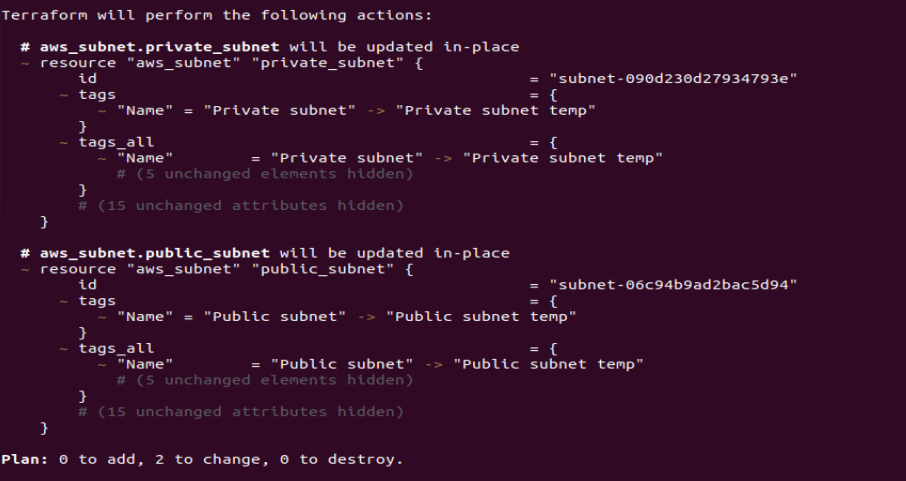 Terraform will perform the following actions:
# aws_subnet.private_subnet will be updated in-place
~ resource "aws_subnet" "private_subnet" {
id = "subnet-090d230d27934793e"
~ tags = {
~ "Name" = "Private subnet" -> "Private subnet temp"
}
~ tags_all = {
~ "Name" = "Private subnet" -> "Private subnet temp"
# (5 unchanged elements hidden)
}
# (15 unchanged attributes hidden)
}
# aws_subnet.public_subnet will be updated in-place
~ resource "aws_subnet" "public_subnet" {
id = "subnet-06c94b9ad2bac5d94"
~ tags = {
~ "Name" = "Public subnet" -> "Public subnet temp"
}
~ tags_all = {
~ "Name" = "Public subnet" -> "Public subnet temp"
# (5 unchanged elements hidden)
}
# (15 unchanged attributes hidden)
}
Plan: 0 to add, 2 to change, 0 to destroy.